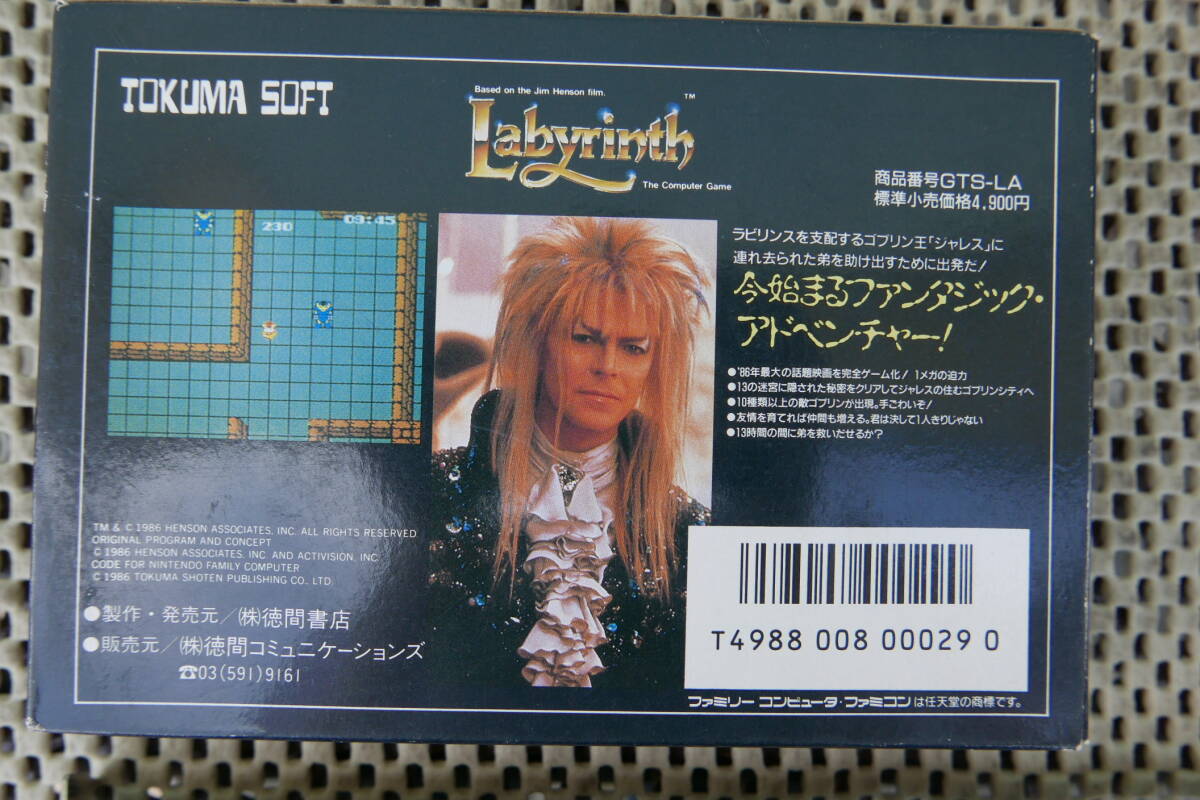 TOKUMA SOFT
Based on the Jim Henson film.
Labyrinth™
The Computer Game
商品番号GTS-LA
標準小売価格4,900円
230
09:45
ラビリンスを支配するゴブリン王「ジャレス」に
連れ去られた弟を助け出すために出発だ!
今始まるファンタジック・
アドベンチャー!
●'86年最大の話題映画を完全ゲーム化! 1メガの迫力
●13の迷宮に隠された秘密をクリアしてジャレスの住むゴブリンシティへ
●10種類以上の敵ゴブリンが出現。手ごわいぞ!
●友情を育てれば仲間も増える。君は決して1人きりじゃない
●13時間の間に弟を救いだせるか?
TM & © 1986 HENSON ASSOCIATES, INC. ALL RIGHTS RESERVED
ORIGINAL PROGRAM AND CONCEPT
© 1986 HENSON ASSOCIATES, INC. AND ACTIVISION, INC.
CODE FOR NINTENDO FAMILY COMPUTER
© 1986 TOKUMA SHOTEN PUBLISHING CO., LTD.
●製作・発売元/㈱徳間書店
●販売元/㈱徳間コミュニケーションズ
☎03(591)9161
T4988 008 00029 0
ファミリーコンピュータ・ファミコンは任天堂の商標です。